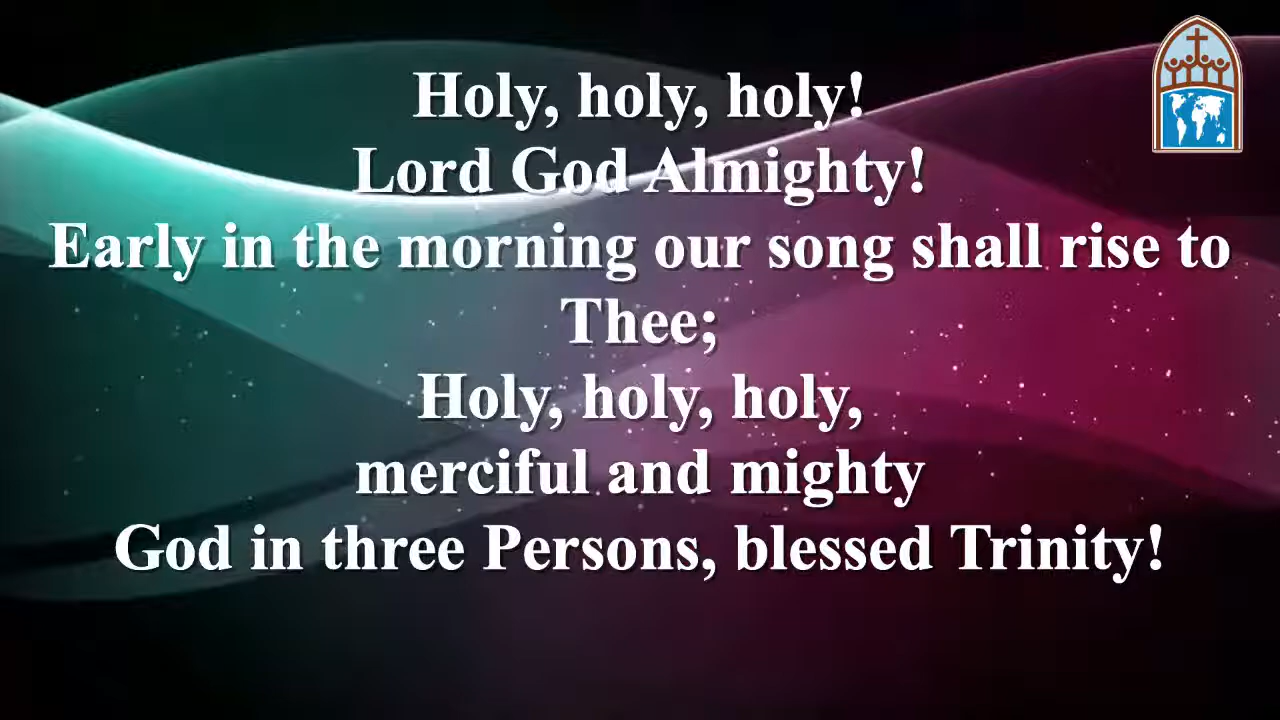 Holy, holy, holy!
Lord God Almighty!
Early in the morning our song shall rise to
Thee;
Holy, holy, holy,
merciful and mighty
God in three Persons, blessed Trinity!